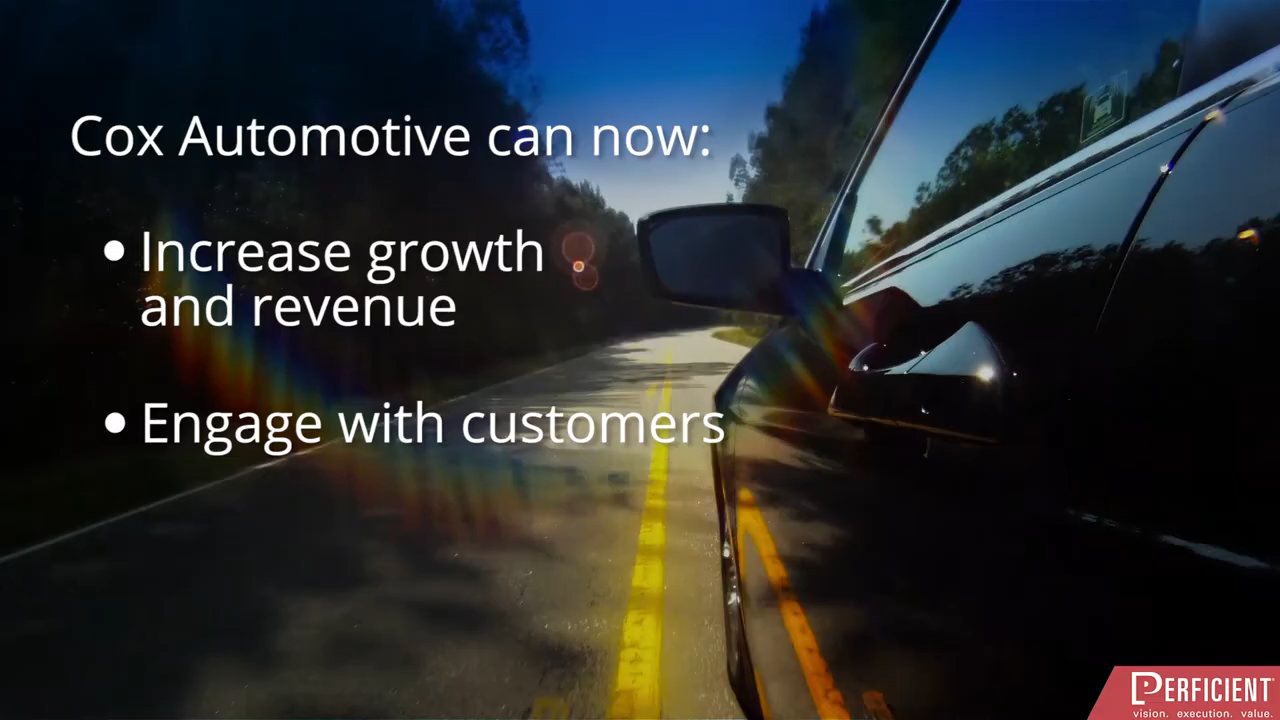 Cox Automotive can now:
• Increase growth
and revenue
• Engage with customers
PERFICIENT®
vision. execution. value.